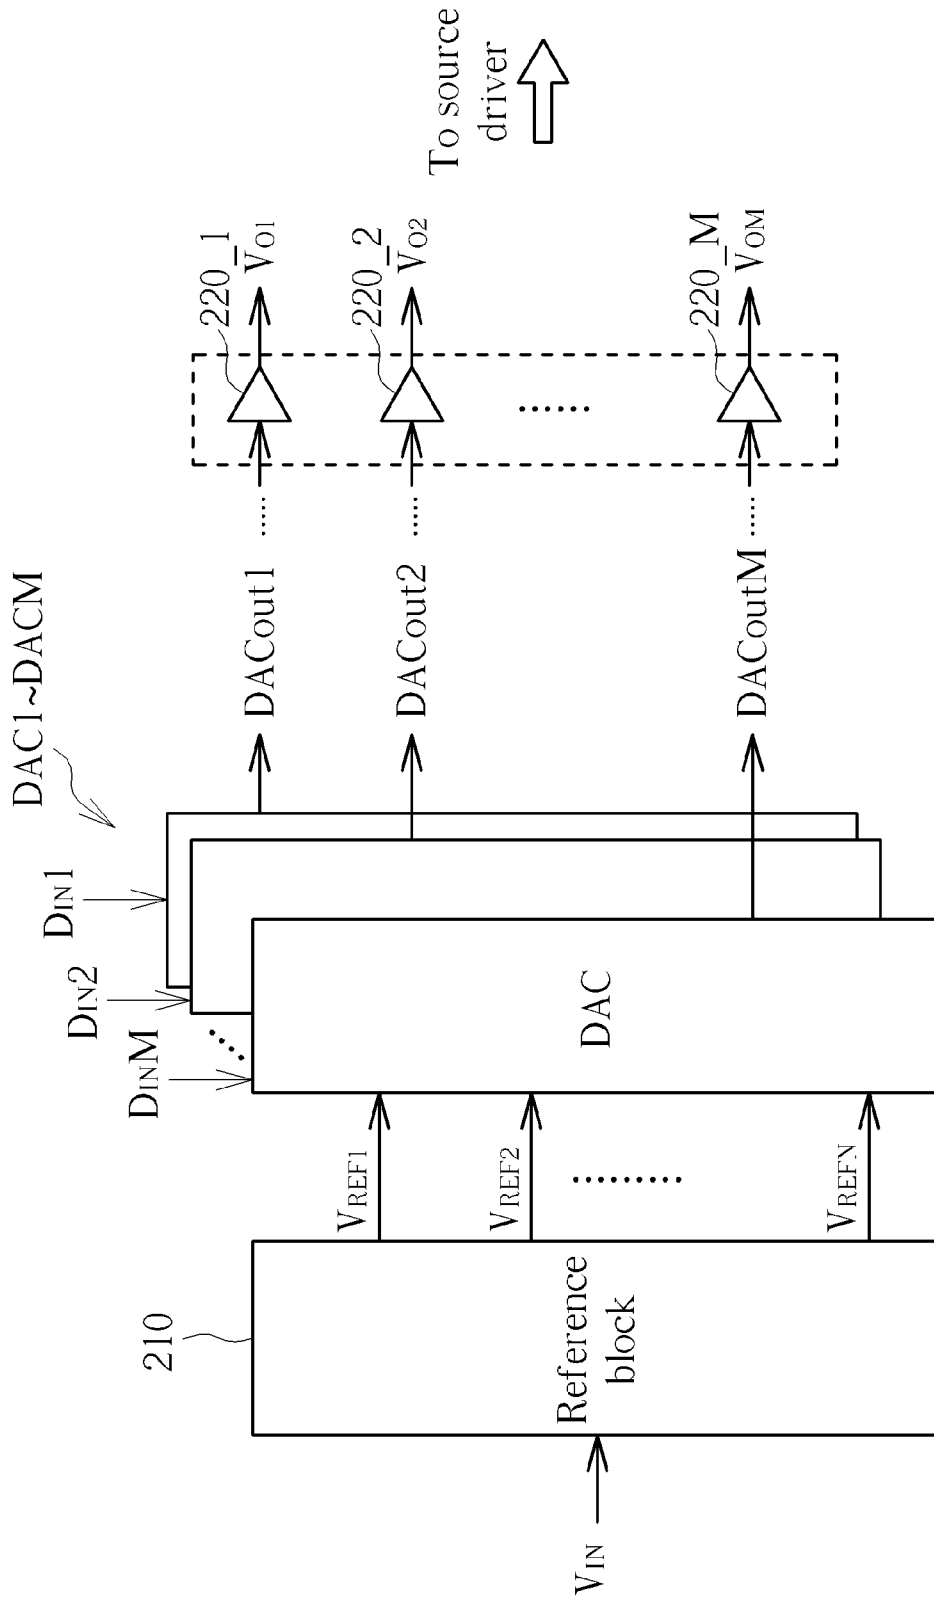 DAC1~DACM
DIN1
DIN2
DINM
210
VIN
Reference
block
VREF1
VREF2
VREFN
DAC
DACout1
DACout2
DACoutM
220_1
VO1
220_2
VO2
220_M
VOM
To source
driver